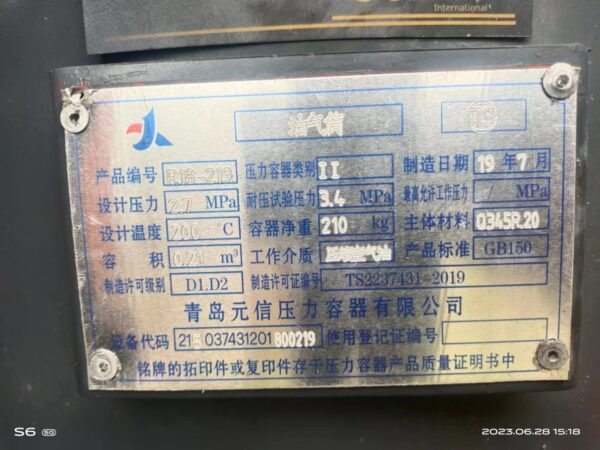 International
油气筒
TS
产品编号 R18-219 压力容器类别 II 制造日期 19年7月
设计压力 2.7 MPa 耐压试验压力 3.4 MPa 最高允许工作压力 / MPa
设计温度 200 C 容器净重 210 kg 主体材料 Q345R.20
容积 0.21 m³ 工作介质 产品标准 GB150
制造许可级别 D1.D2 制造许可证编号 TS2237431-2019
青岛元信压力容器有限公司
设备代码 215037431201800219 使用登记证编号
铭牌的拓印件或复印件存于压力容器产品质量证明书中
S6 5G
2023.06.28 15:18